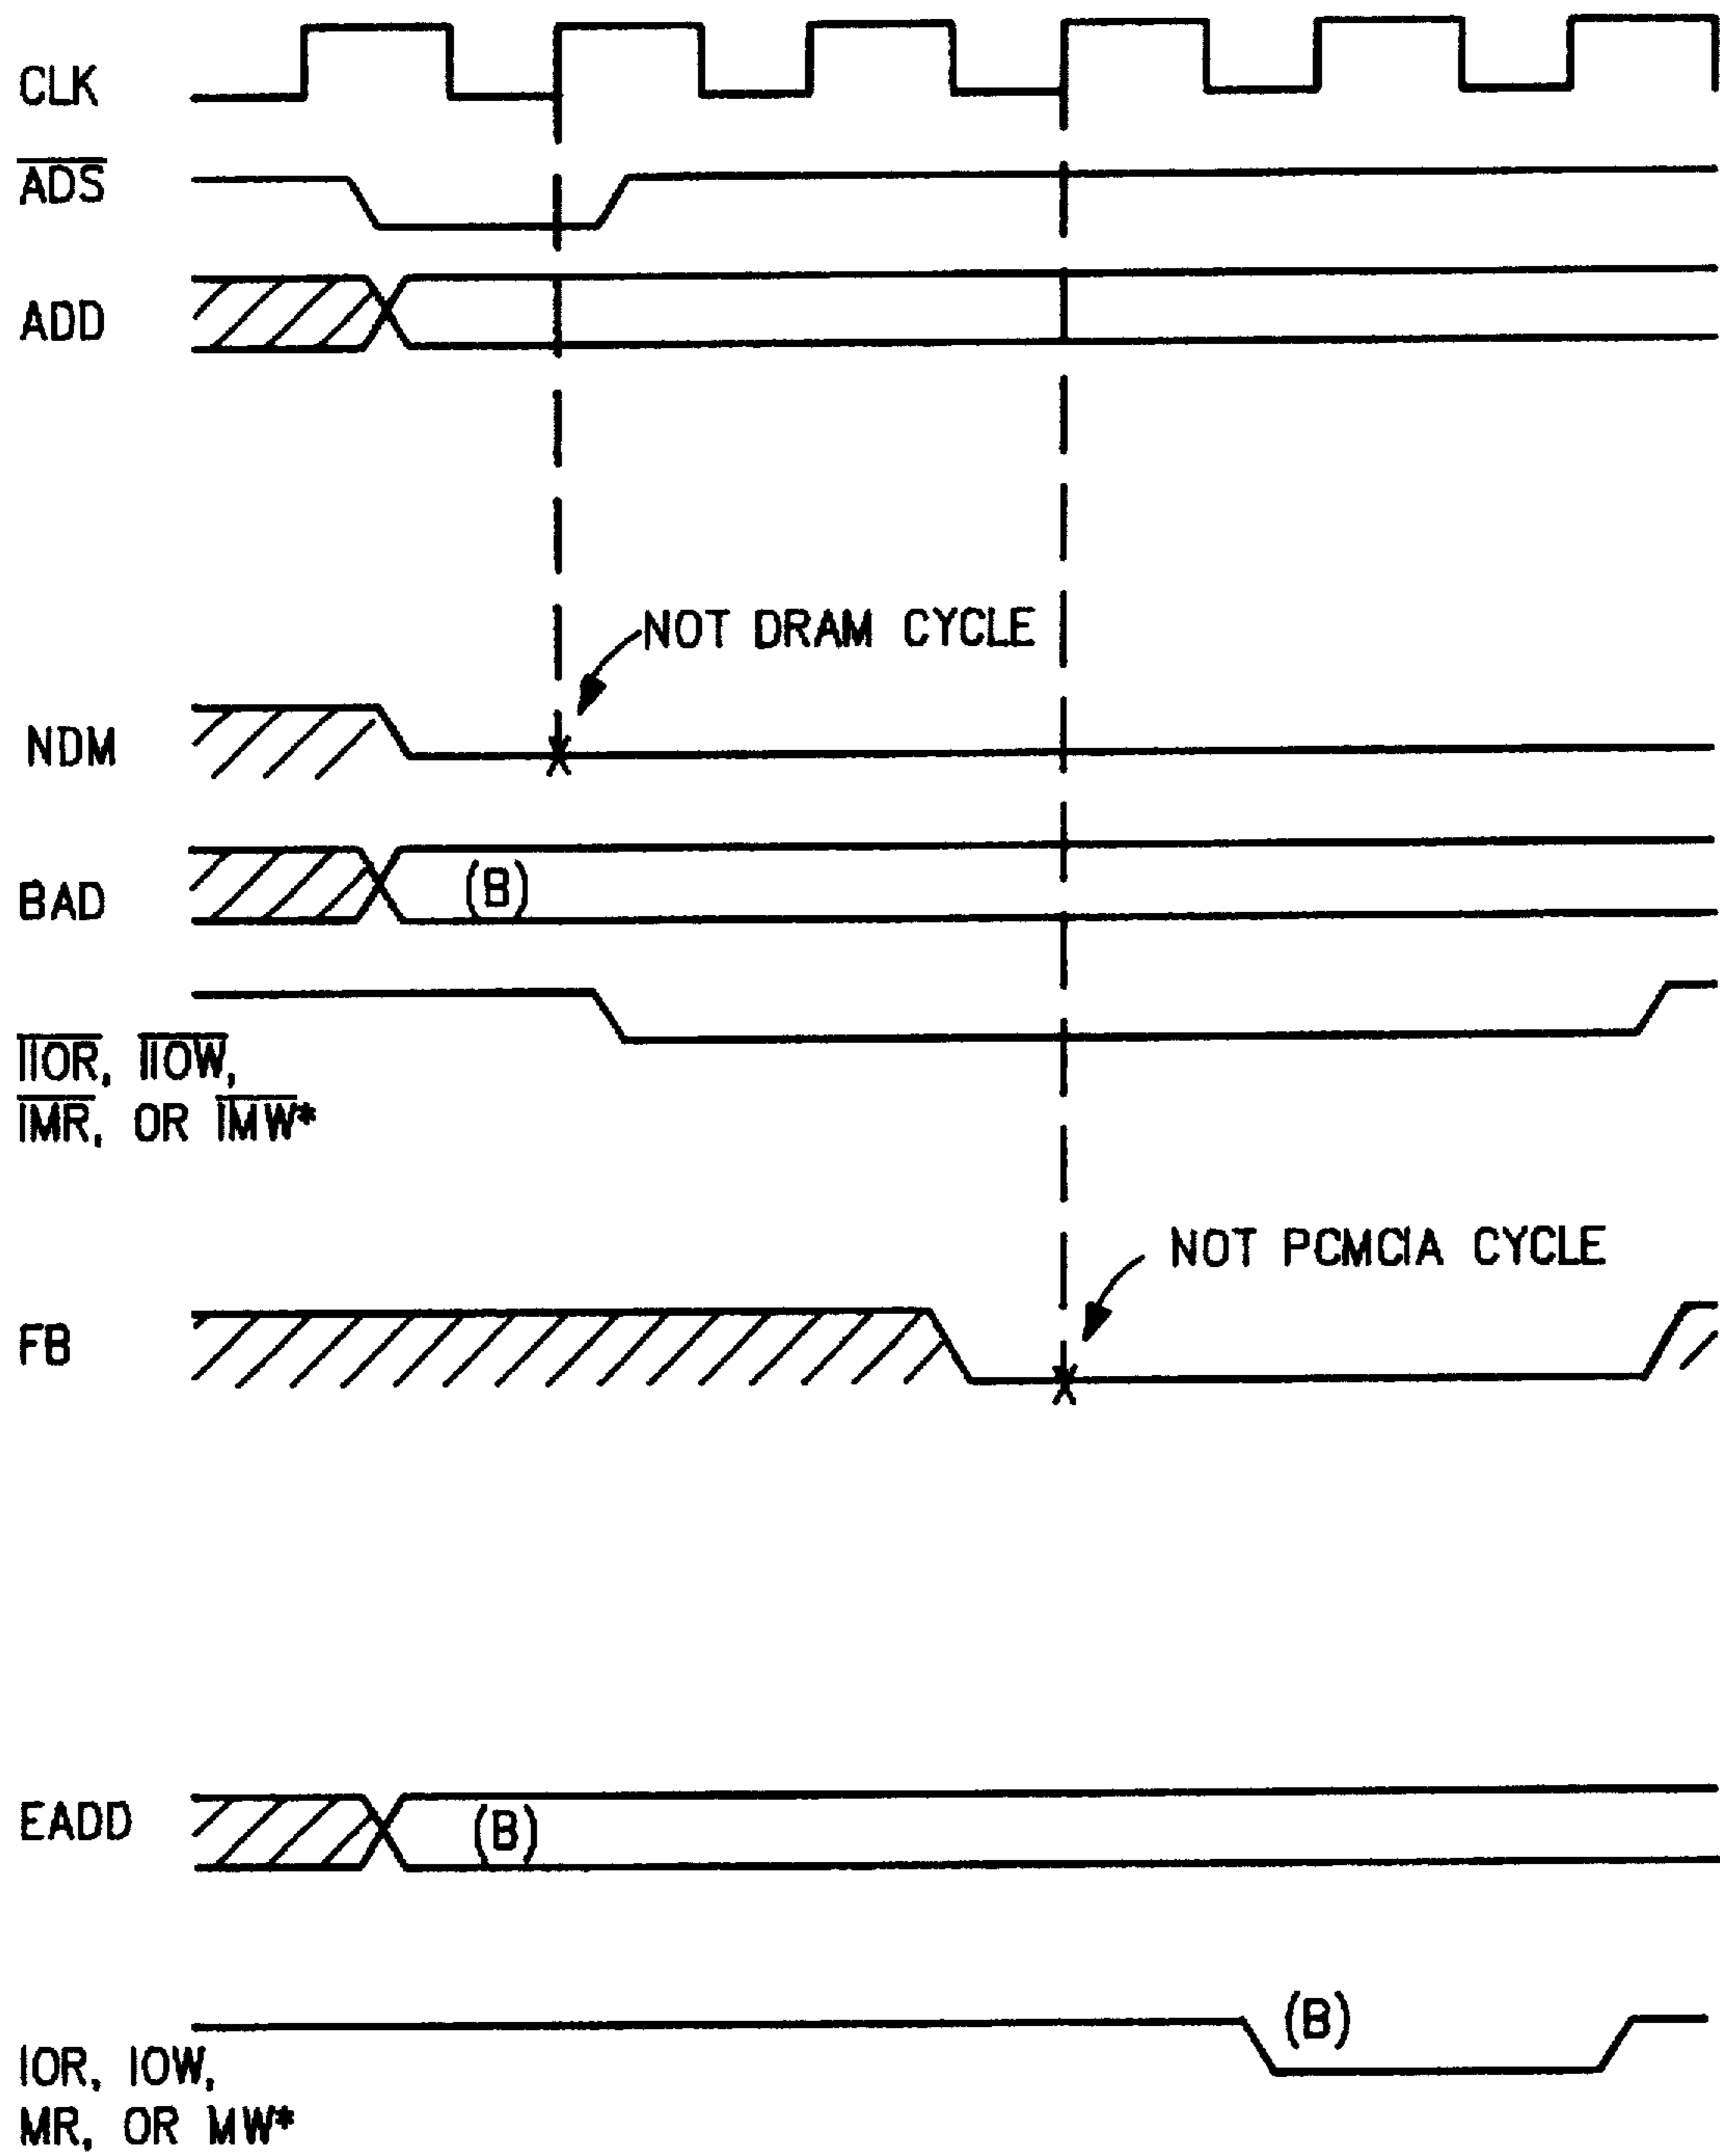 CLK
ADS
ADD
NOT DRAM CYCLE
NDM
BAD
(B)
IIOR, IIOW,
IMR, OR IMW*
NOT PCMCIA CYCLE
FB
EADD
(B)
(B)
IOR, IOW,
MR, OR MW*